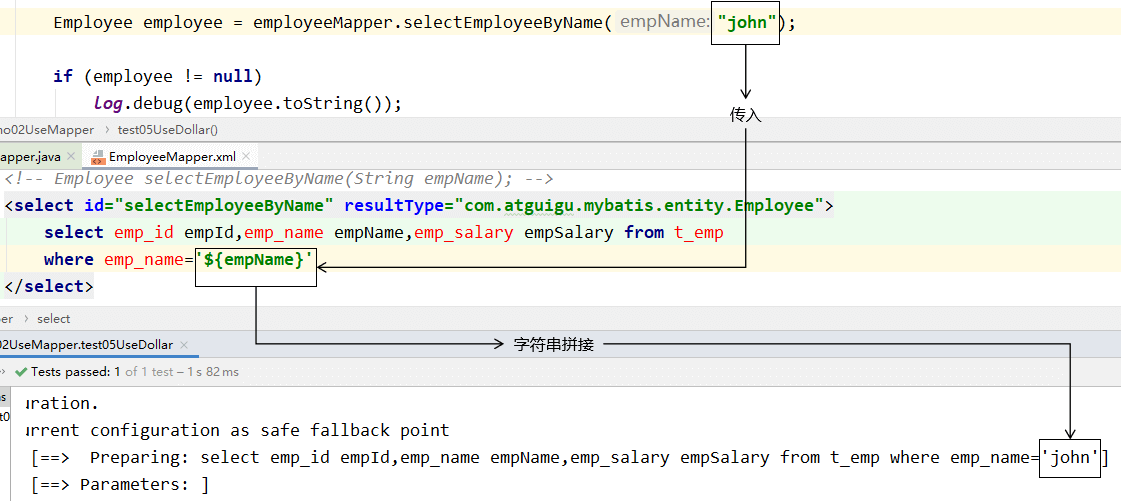 Employee employee = employeeMapper.selectEmployeeByName( empName: "john");
if (employee != null)
log.debug(employee.toString());
传入
mo02UseMapper › test05UseDollar()
apper.java × EmployeeMapper.xml ×
<!-- Employee selectEmployeeByName(String empName); -->
<select id="selectEmployeeByName" resultType="com.atguigu.mybatis.entity.Employee">
select emp_id empId,emp_name empName,emp_salary empSalary from t_emp
where emp_name='${empName}'
</select>
per › select
02UseMapper.test05UseDollar ×
字符串拼接
Tests passed: 1 of 1 test – 1 s 82 ms
uration.
urrent configuration as safe fallback point
[==>  Preparing: select emp_id empId,emp_name empName,emp_salary empSalary from t_emp where emp_name='john']
[==> Parameters: ]